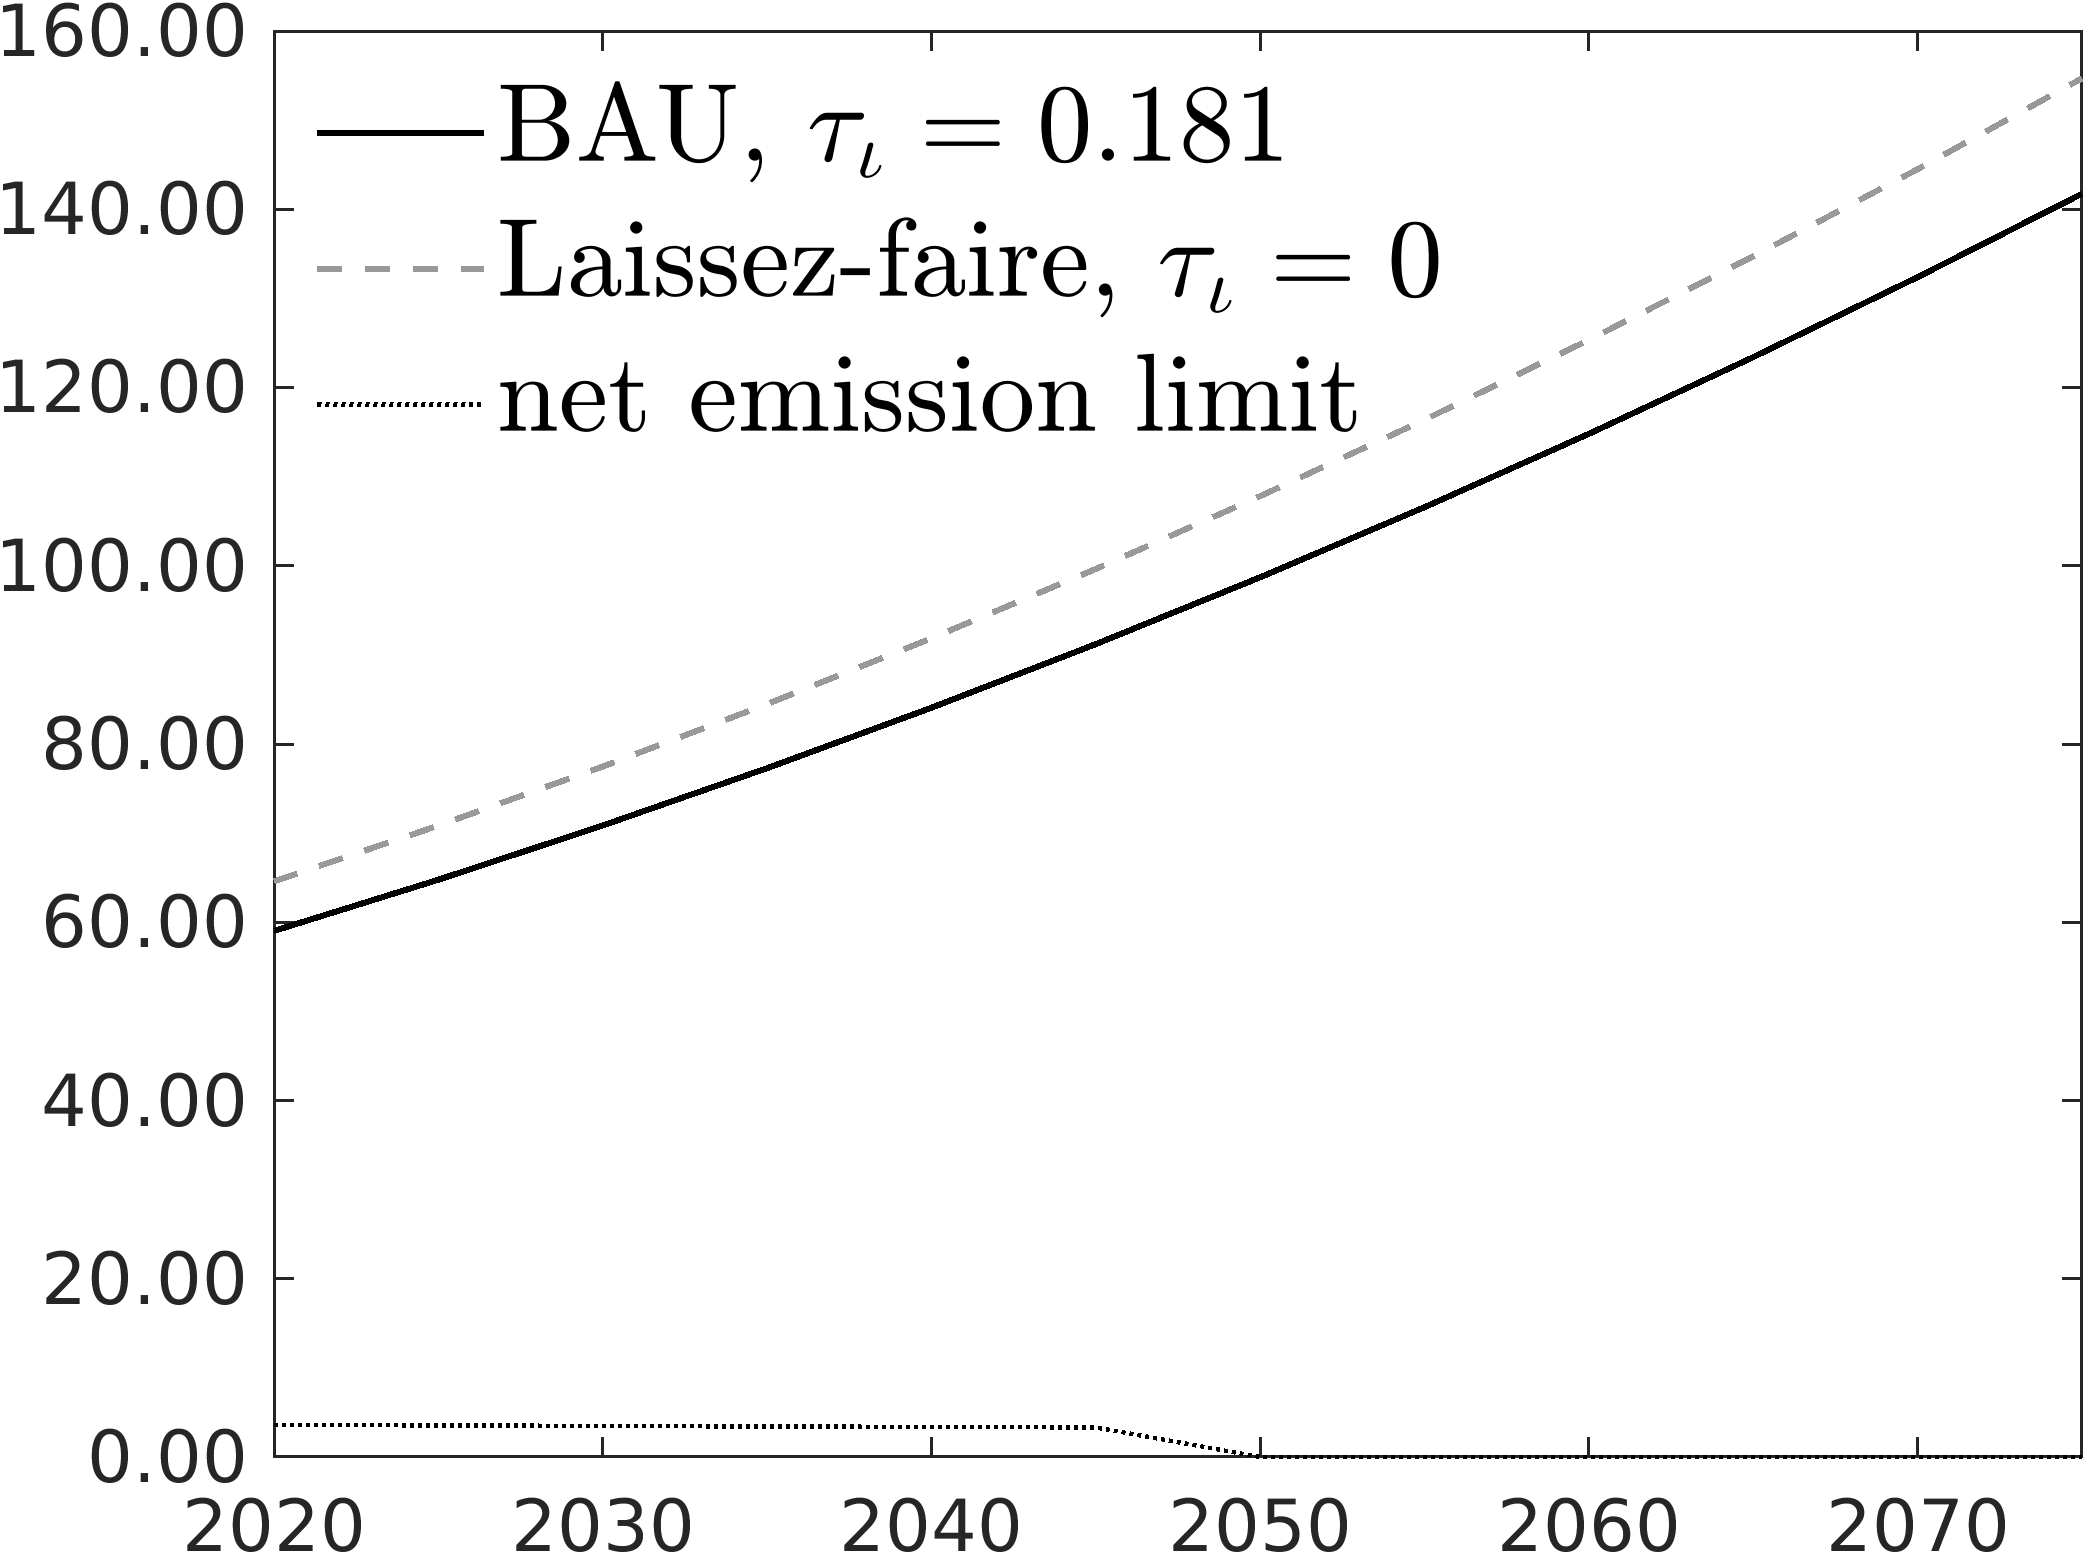 160.00
140.00
120.00
100.00
80.00
60.00
40.00
20.00
0.00
BAU, τι = 0.181
Laissez-faire, τι = 0
net emission limit
2020 2030 2040 2050 2060 2070